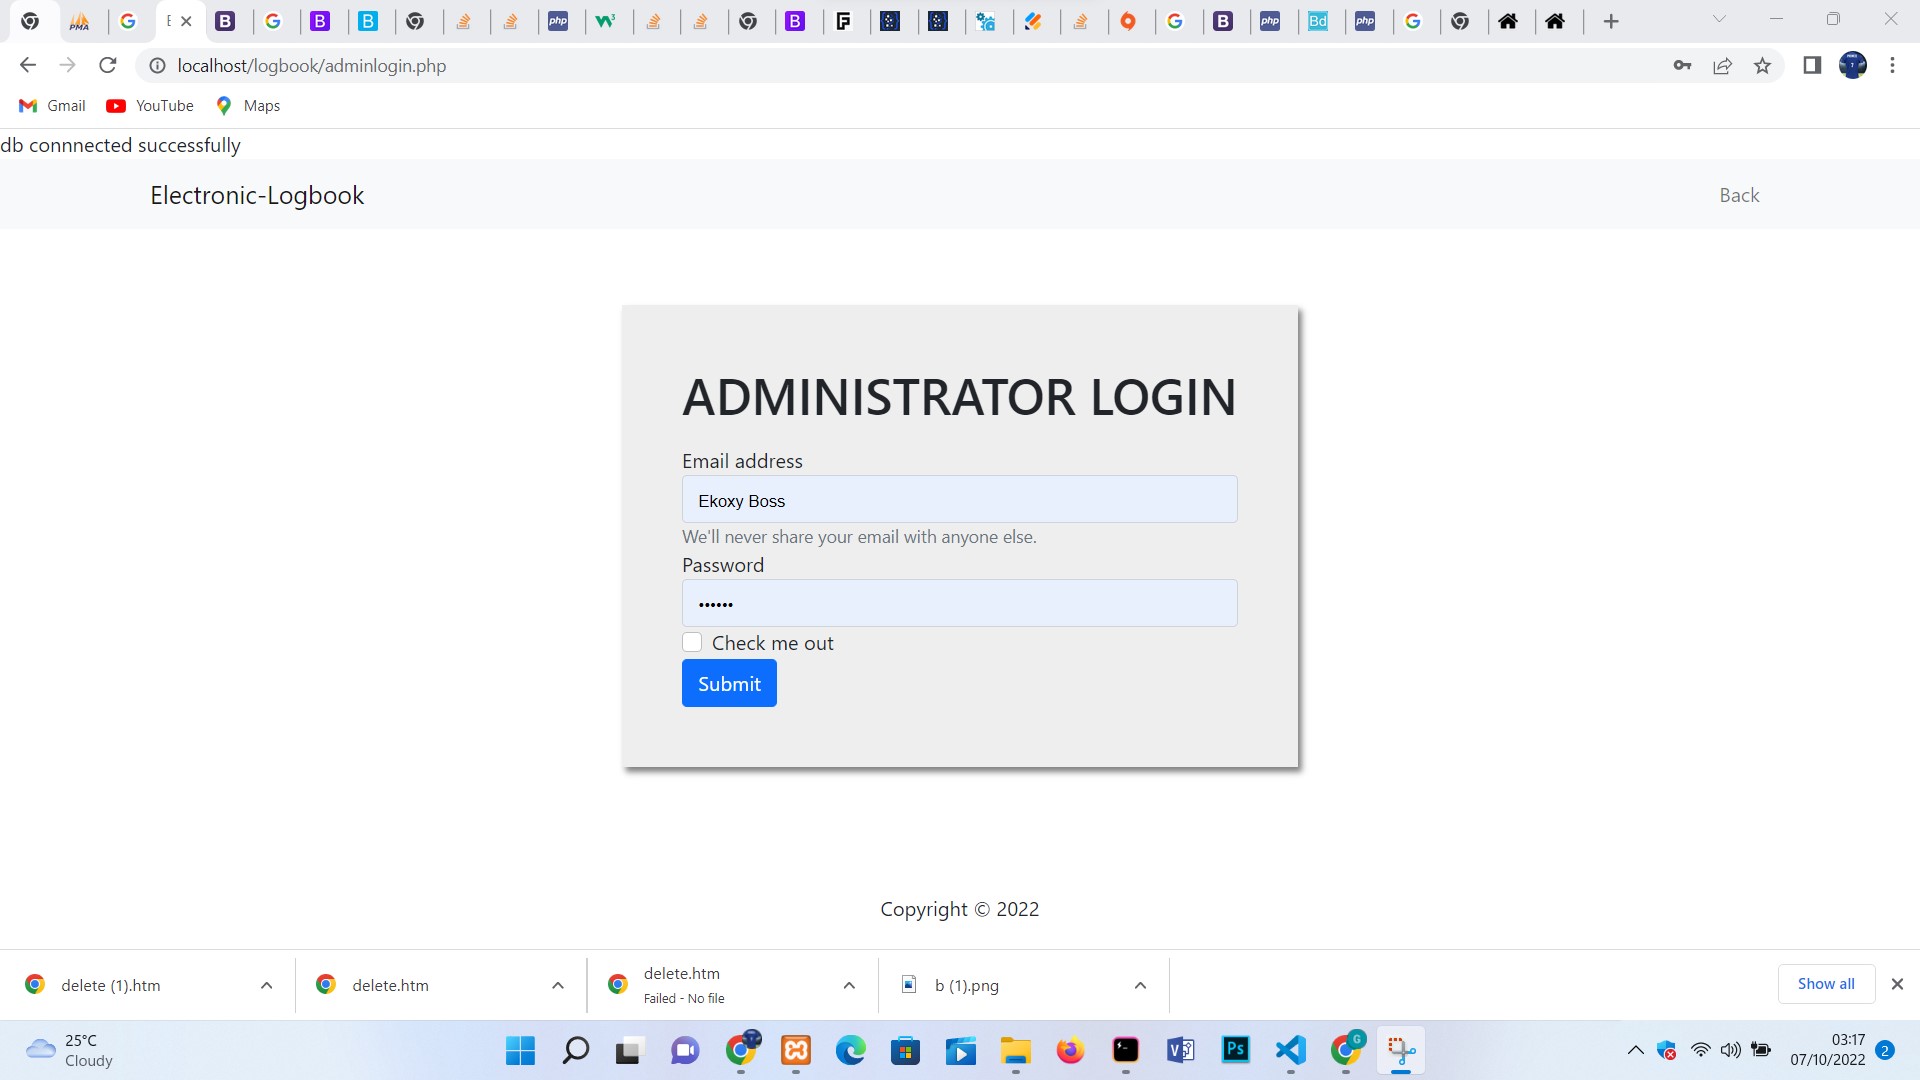 PMA
E
localhost/logbook/adminlogin.php
Gmail
YouTube
Maps
db connnected successfully
Electronic-Logbook
Back
ADMINISTRATOR LOGIN
Email address
Ekoxy Boss
We'll never share your email with anyone else.
Password
••••••
Check me out
Submit
Copyright © 2022
delete (1).htm
delete.htm
delete.htm
Failed - No file
b (1).png
Show all
25°C
Cloudy
Ps
G
03:17
07/10/2022
2